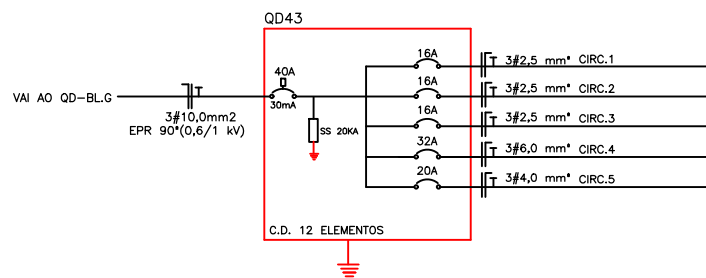 QD43
VAI AO QD-BL.G
3#10,0mm2
EPR 90°(0,6/1 kV)
T
40A
30mA
SS 20KA
16A
T 3#2,5 mm² CIRC.1
16A
T 3#2,5 mm² CIRC.2
16A
T 3#2,5 mm² CIRC.3
32A
T 3#6,0 mm² CIRC.4
20A
T 3#4,0 mm² CIRC.5
C.D. 12 ELEMENTOS